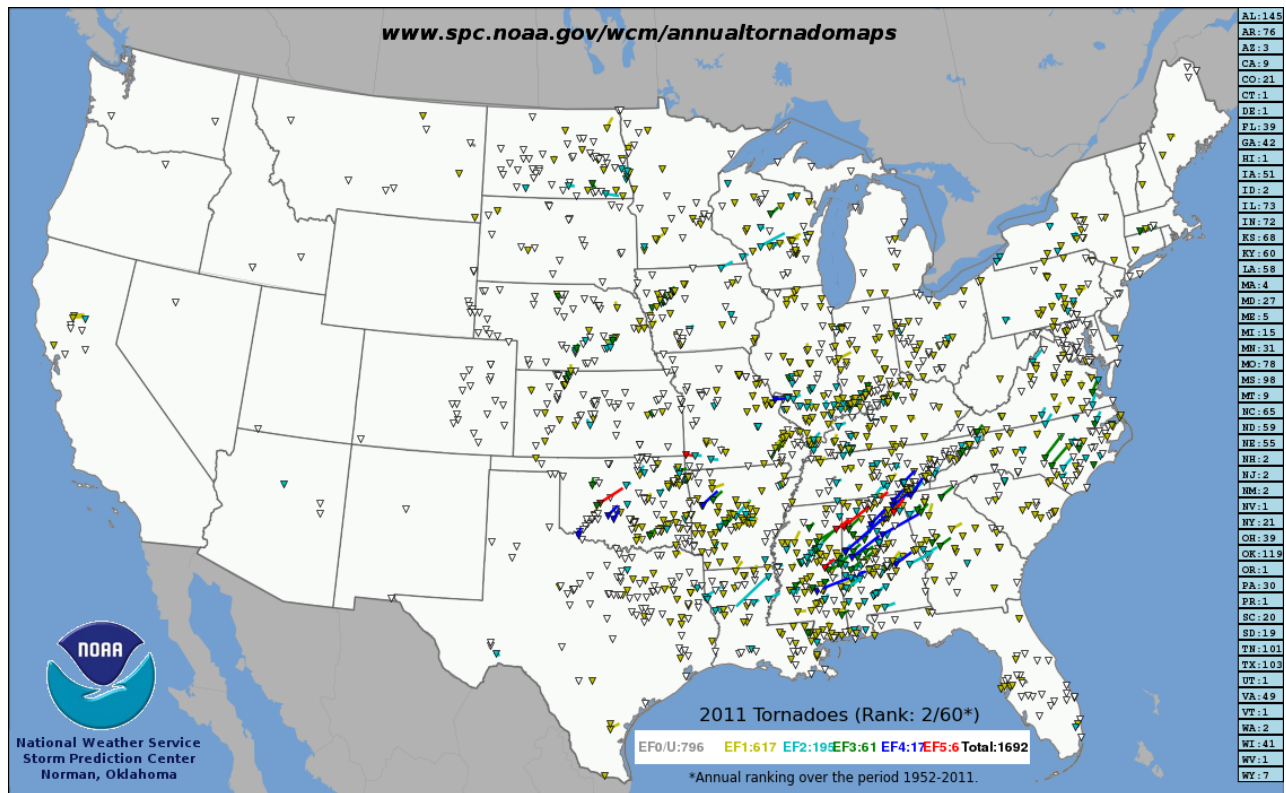 www.spc.noaa.gov/wcm/annualtornadomaps
AL:145
AR:76
AZ:3
CA:9
CO:21
CT:1
DE:1
FL:39
GA:42
HI:1
IA:51
ID:2
IL:73
IN:72
KS:68
KY:60
LA:58
MA:4
MD:27
ME:5
MI:15
MN:31
MO:78
MS:98
MT:9
NC:65
ND:59
NE:55
NH:2
NJ:2
NM:2
NV:1
NY:21
OH:39
OK:119
OR:1
PA:30
PR:1
SC:20
SD:19
TN:101
TX:103
UT:1
VA:49
VT:1
WA:2
WI:41
WV:1
WY:7
NOAA
National Weather Service
Storm Prediction Center
Norman, Oklahoma
2011 Tornadoes (Rank: 2/60*)
EF0/U:796 EF1:617 EF2:195 EF3:61 EF4:17 EF5:6 Total:1692
*Annual ranking over the period 1952-2011.